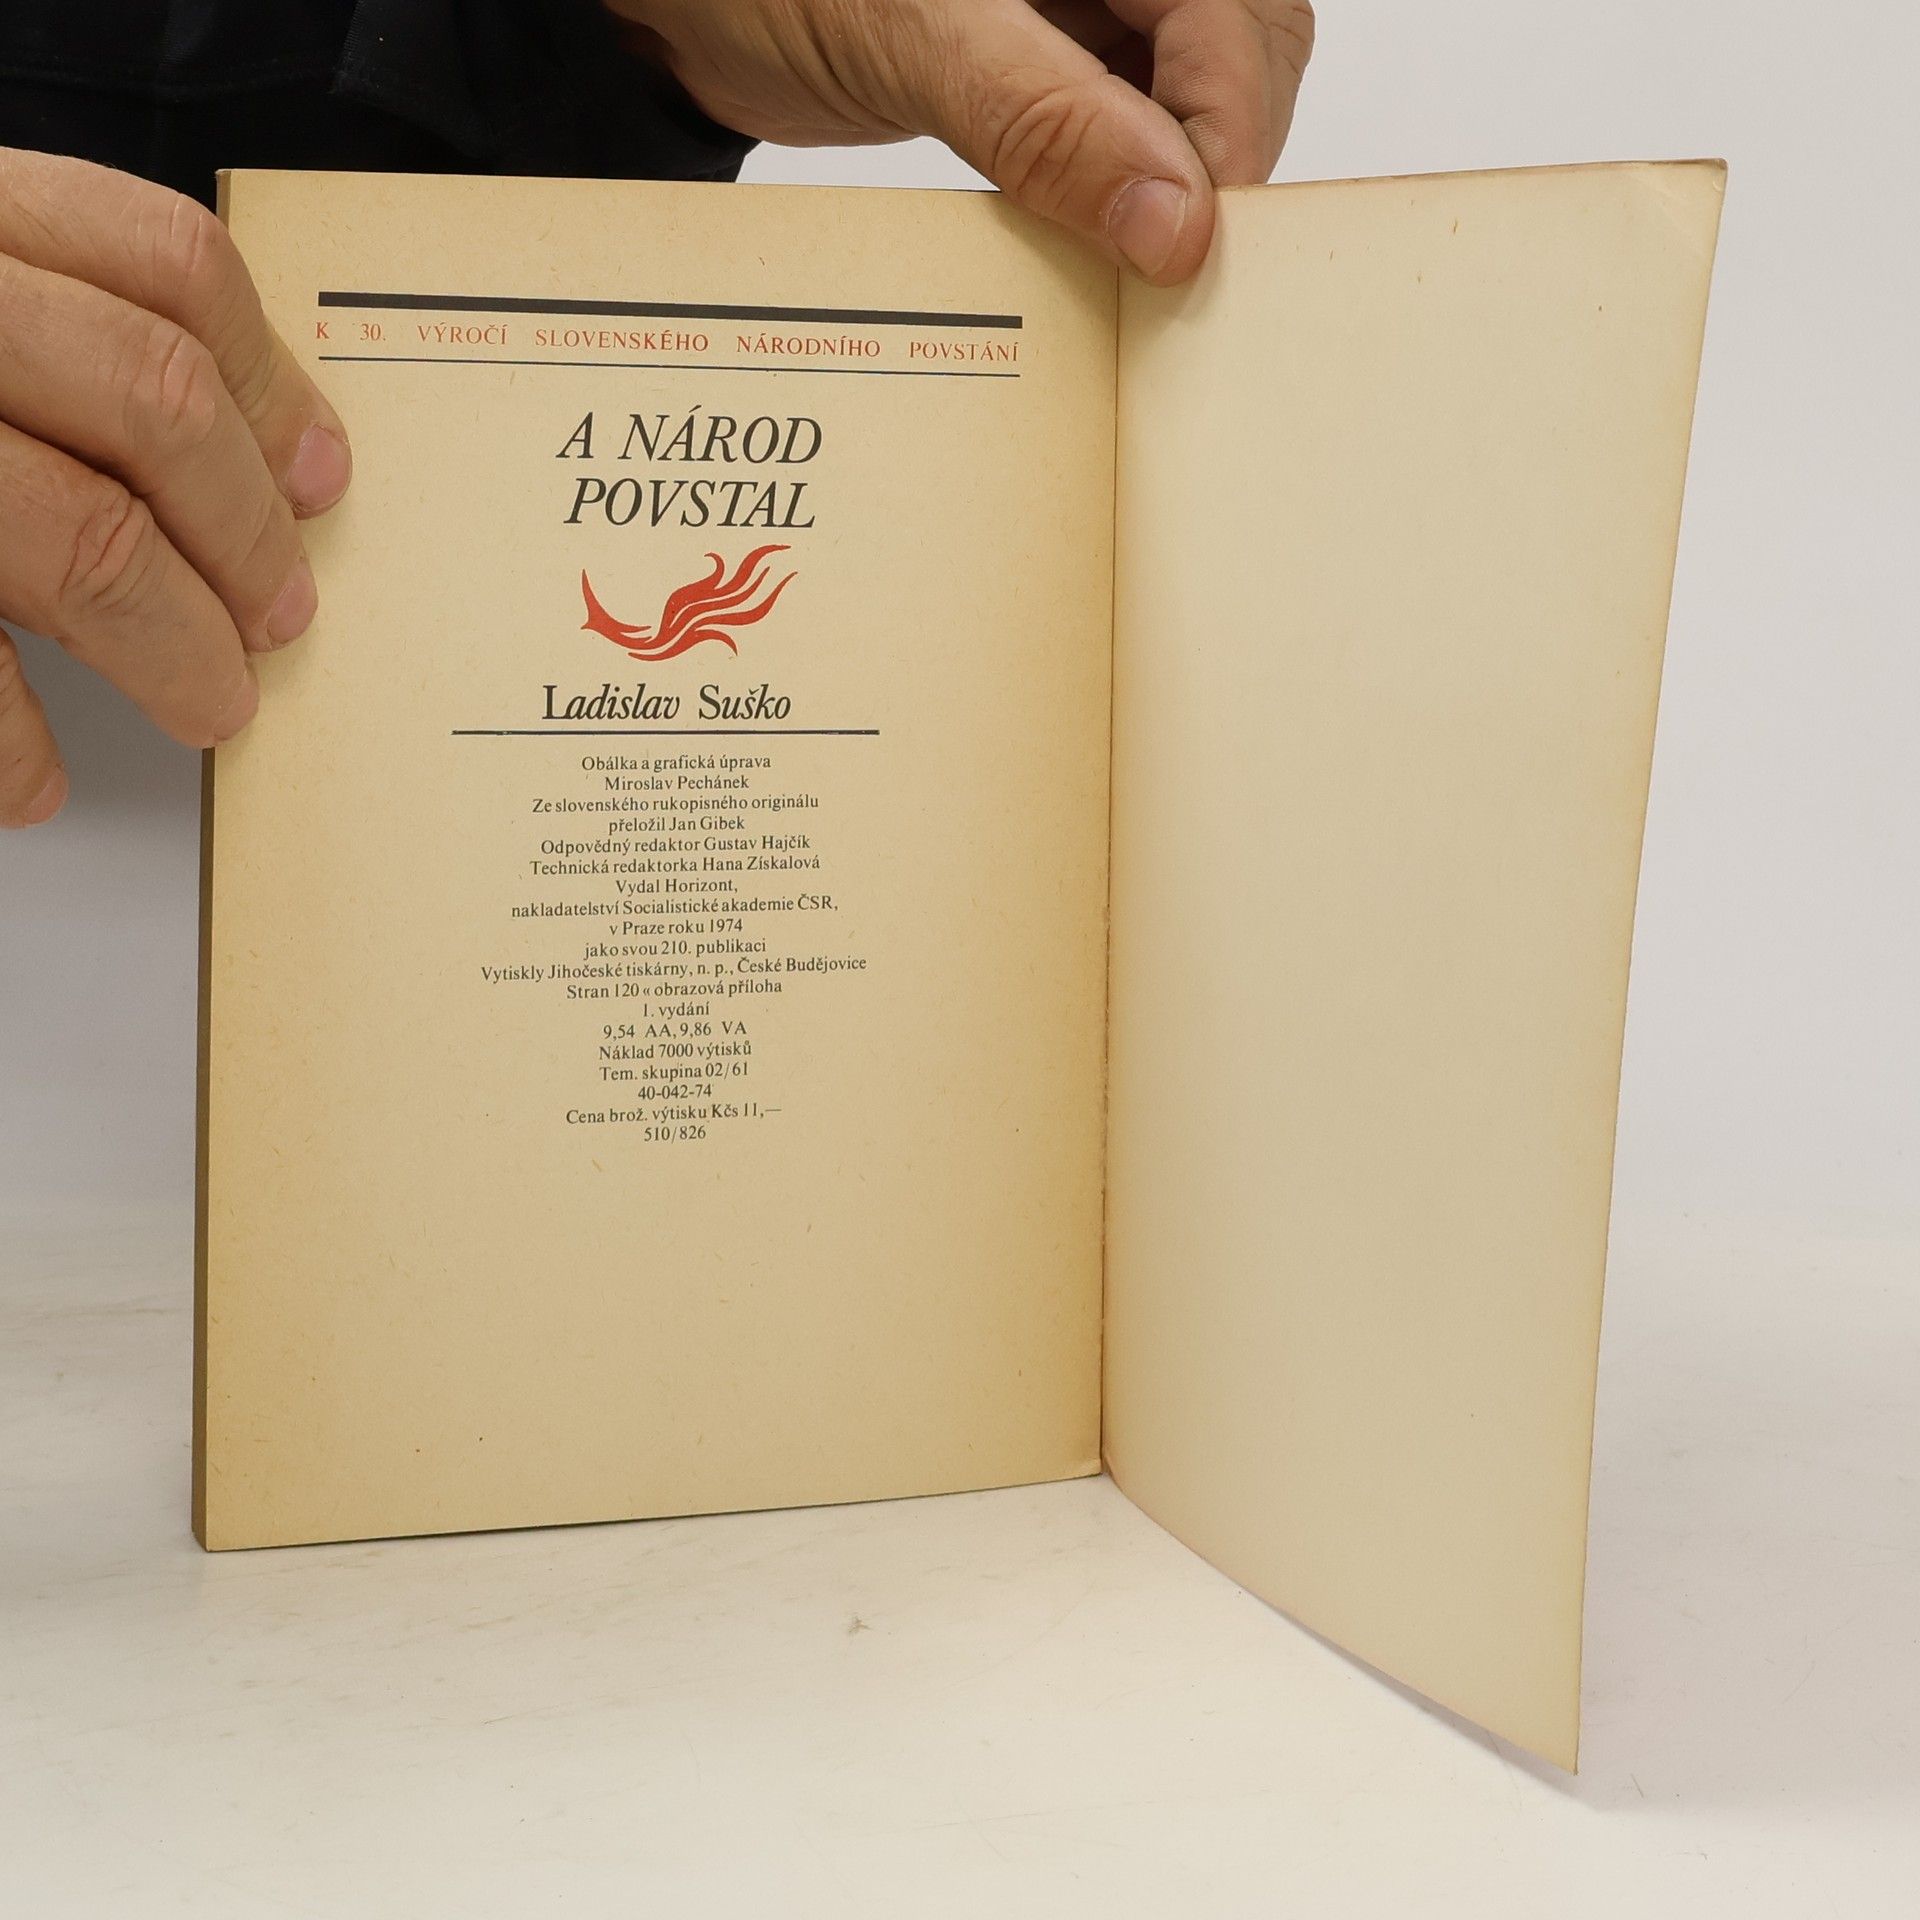 K 30. VÝROČÍ SLOVENSKÉHO NÁRODNÍHO POVSTÁNÍ
A NÁROD
POVSTAL
Ladislav Suško
Obálka a grafická úprava
Miroslav Pechánek
Ze slovenského rukopisného originálu
přeložil Jan Gibek
Odpovědný redaktor Gustav Hajčík
Technická redaktorka Hana Získalová
Vydal Horizont,
nakladatelství Socialistické akademie ČSR,
v Praze roku 1974
jako svou 210. publikaci
Vytiskly Jihočeské tiskárny, n. p., České Budějovice
Stran 120 « obrazová příloha
1. vydání
9,54 AA, 9,86 VA
Náklad 7000 výtisků
Tem. skupina 02/61
40-042-74
Cena brož. výtisku Kčs 11,—
510/826